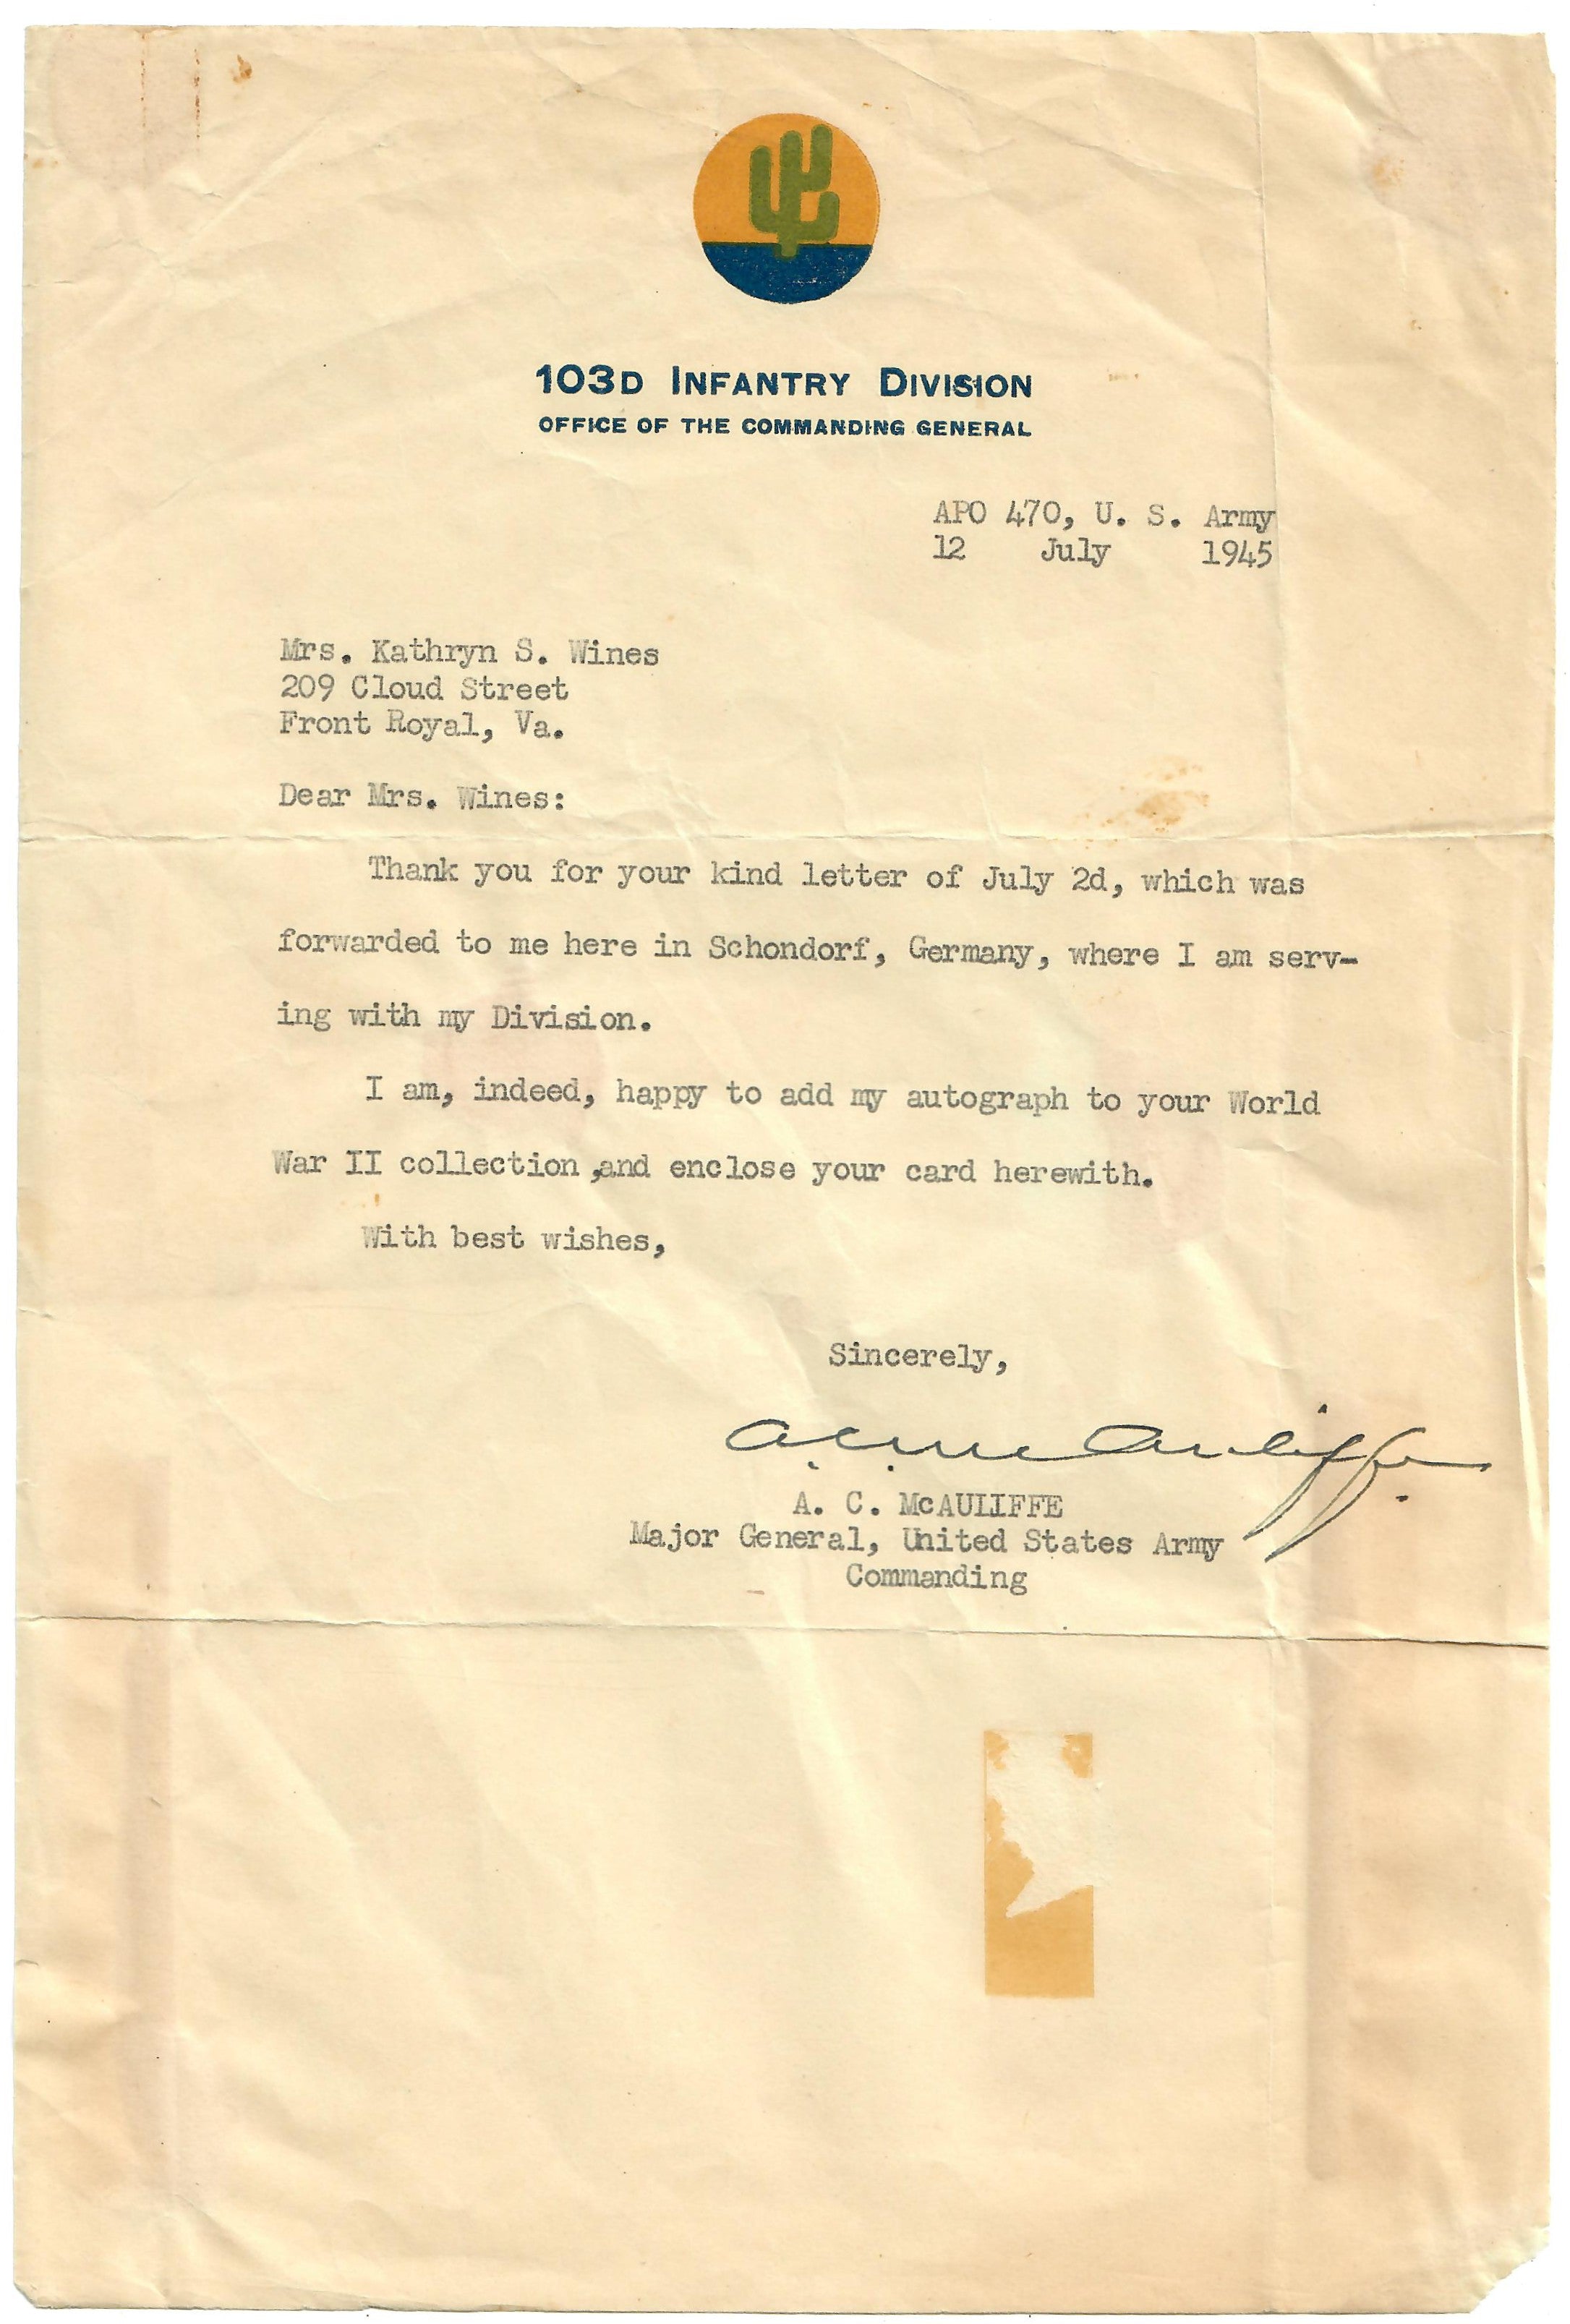 103D INFANTRY DIVISION
OFFICE OF THE COMMANDING GENERAL
APO 470, U. S. Army
12 July 1945
Mrs. Kathryn S. Wines
209 Cloud Street
Front Royal, Va.
Dear Mrs. Wines:
Thank you for your kind letter of July 2d, which was
forwarded to me here in Schondorf, Germany, where I am serv-
ing with my Division.
I am, indeed, happy to add my autograph to your World
War II collection ,and enclose your card herewith.
With best wishes,
Sincerely,
A. C. McAuliffe
A. C. McAULIFFE
Major General, United States Army
Commanding